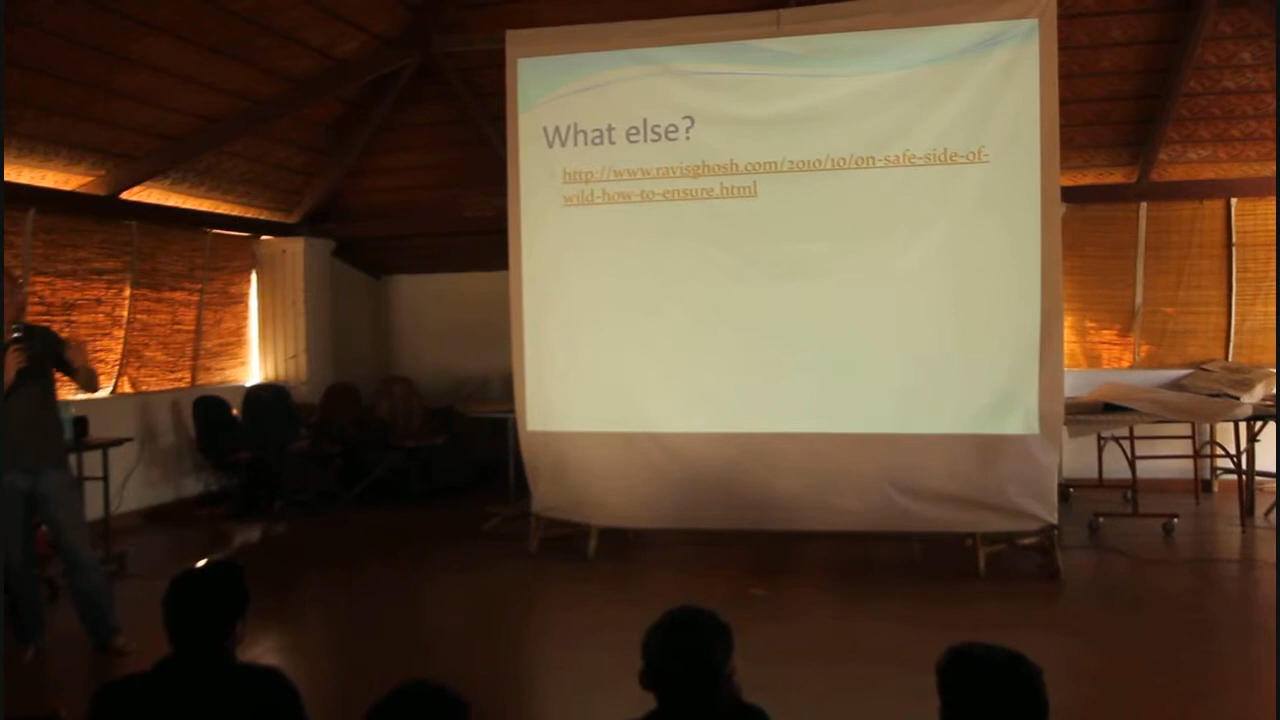 What else?
http://www.ravisghosh.com/2010/10/on-safe-side-of-
wild-how-to-ensure.html